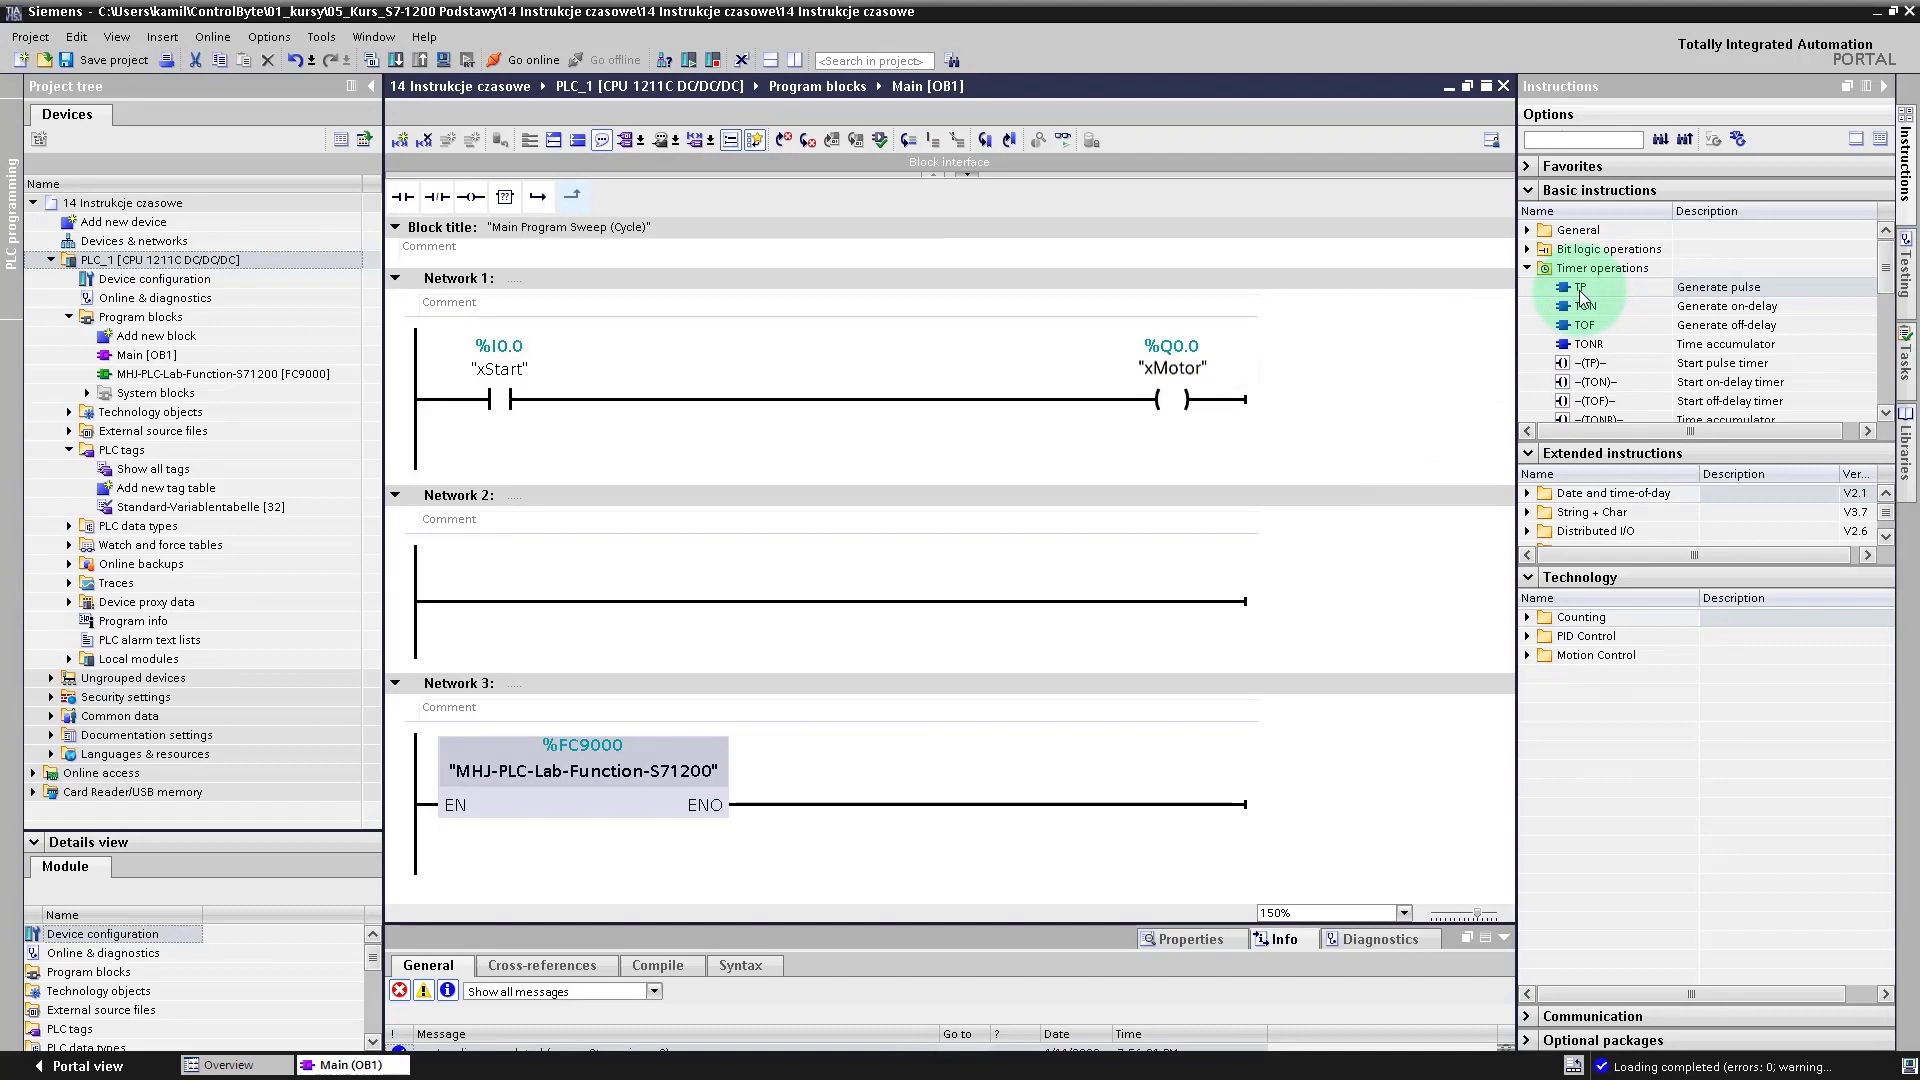 Siemens - C:\Users\kamil\ControlByte\01_kursy\05_Kurs_S7-1200 Podstawy\14 Instrukcje czasowe\14 Instrukcje czasowe\14 Instrukcje czasowe
Project Edit View Insert Online Options Tools Window Help
Totally Integrated Automation
PORTAL
Save project
Go online
Go offline
<Search in project>
PLC programming
Project tree
Devices
Name
14 Instrukcje czasowe
Add new device
Devices & networks
PLC_1 [CPU 1211C DC/DC/DC]
Device configuration
Online & diagnostics
Program blocks
Add new block
Main [OB1]
MHJ-PLC-Lab-Function-S71200 [FC9000]
System blocks
Technology objects
External source files
PLC tags
Show all tags
Add new tag table
Standard-Variablentabelle [32]
PLC data types
Watch and force tables
Online backups
Traces
Device proxy data
Program info
PLC alarm text lists
Local modules
Ungrouped devices
Security settings
Common data
Documentation settings
Languages & resources
Online access
Card Reader/USB memory
Details view
Module
Name
Device configuration
Online & diagnostics
Program blocks
Technology objects
External source files
PLC tags
PLC data types
14 Instrukcje czasowe PLC_1 [CPU 1211C DC/DC/DC] Program blocks Main [OB1]
Block interface
Block title: "Main Program Sweep (Cycle)"
Comment
Network 1: .....
Comment
%I0.0
"xStart"
%Q0.0
"xMotor"
Network 2: .....
Comment
Network 3: .....
Comment
%FC9000
"MHJ-PLC-Lab-Function-S71200"
EN ENO
150%
Properties Info Diagnostics
General Cross-references Compile Syntax
Show all messages
! Message Go to ? Date Time
Instructions
Options
Favorites
Basic instructions
Name Description
General
Bit logic operations
Timer operations
TP Generate pulse
TON Generate on-delay
TOF Generate off-delay
TONR Time accumulator
–(TP)– Start pulse timer
–(TON)– Start on-delay timer
–(TOF)– Start off-delay timer
–(TONR)– Time accumulator
Extended instructions
Name Description Ver...
Date and time-of-day V2.1
String + Char V3.7
Distributed I/O V2.6
Technology
Name Description
Counting
PID Control
Motion Control
Communication
Optional packages
Instructions
Testing
Tasks
Libraries
Portal view Overview Main (OB1)
Loading completed (errors: 0; warning...